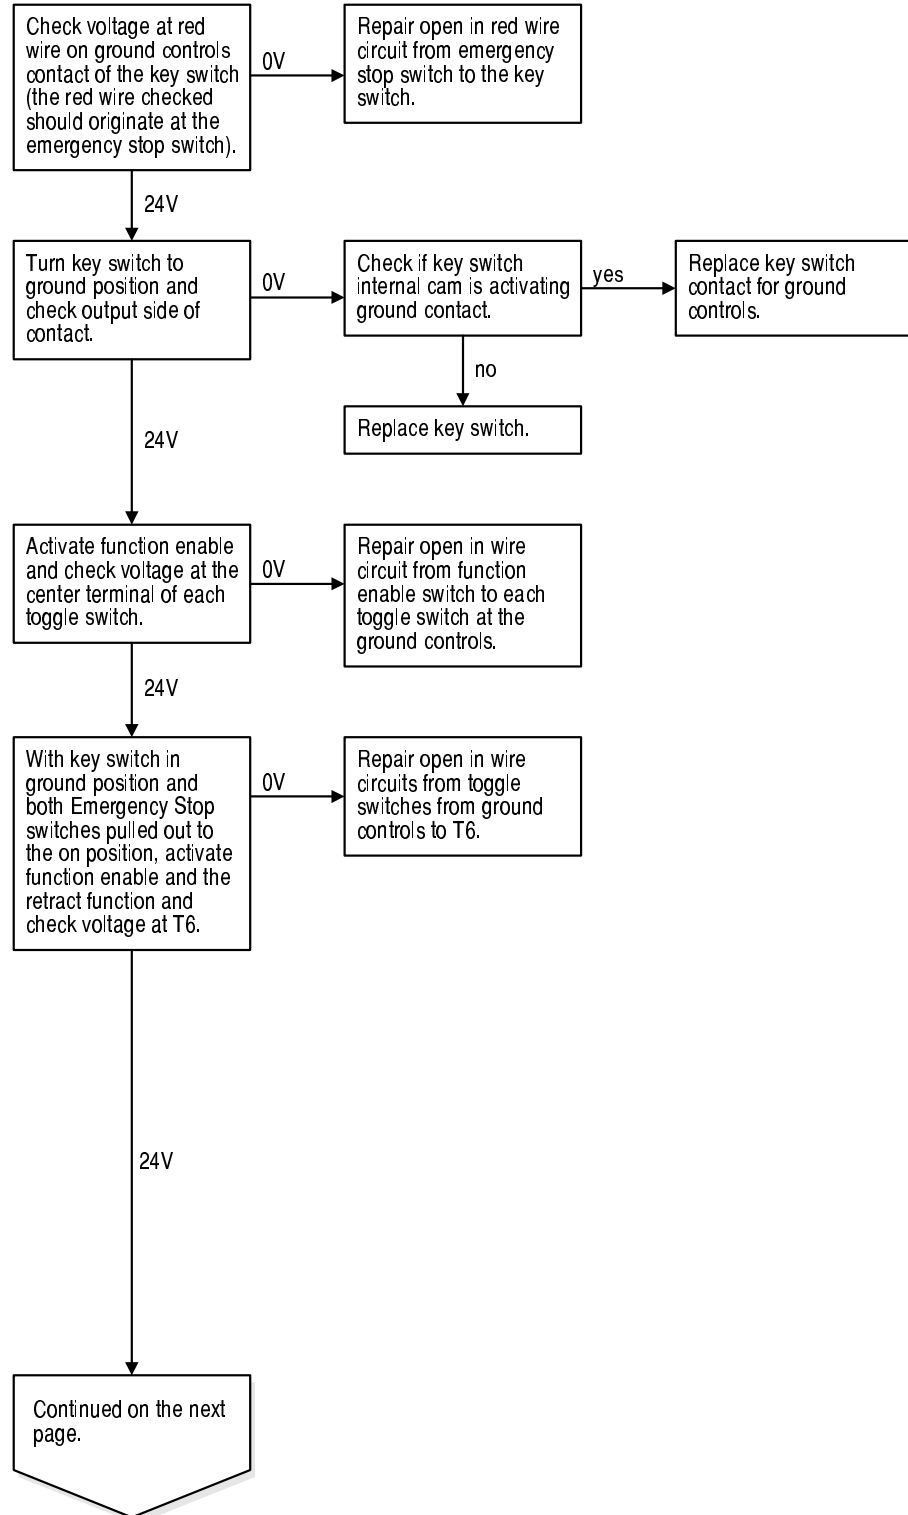 Check voltage at red
wire on ground controls
contact of the key switch
(the red wire checked
should originate at the
emergency stop switch).
0V
Repair open in red wire
circuit from emergency
stop switch to the key
switch.
24V
Turn key switch to
ground position and
check output side of
contact.
0V
Check if key switch
internal cam is activating
ground contact.
yes
Replace key switch
contact for ground
controls.
no
Replace key switch.
24V
Activate function enable
and check voltage at the
center terminal of each
toggle switch.
0V
Repair open in wire
circuit from function
enable switch to each
toggle switch at the
ground controls.
24V
With key switch in
ground position and
both Emergency Stop
switches pulled out to
the on position, activate
function enable and the
retract function and
check voltage at T6.
0V
Repair open in wire
circuits from toggle
switches from ground
controls to T6.
24V
Continued on the next
page.